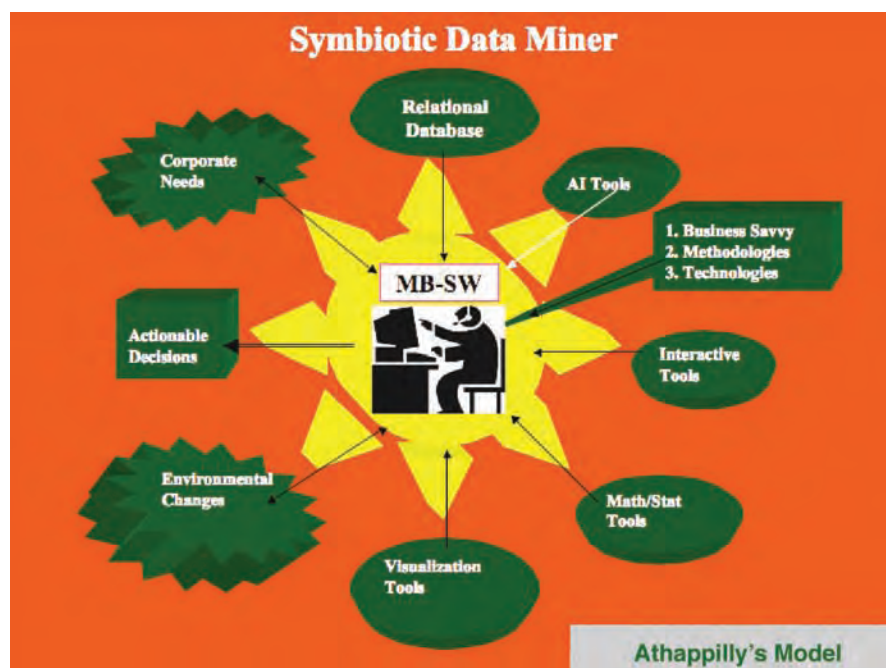 Symbiotic Data Miner
Relational
Database
Corporate
Needs
AI Tools
1. Business Savvy
2. Methodologies
3. Technologies
MB-SW
Actionable
Decisions
Interactive
Tools
Environmental
Changes
Math/Stat
Tools
Visualization
Tools
Athappilly's Model